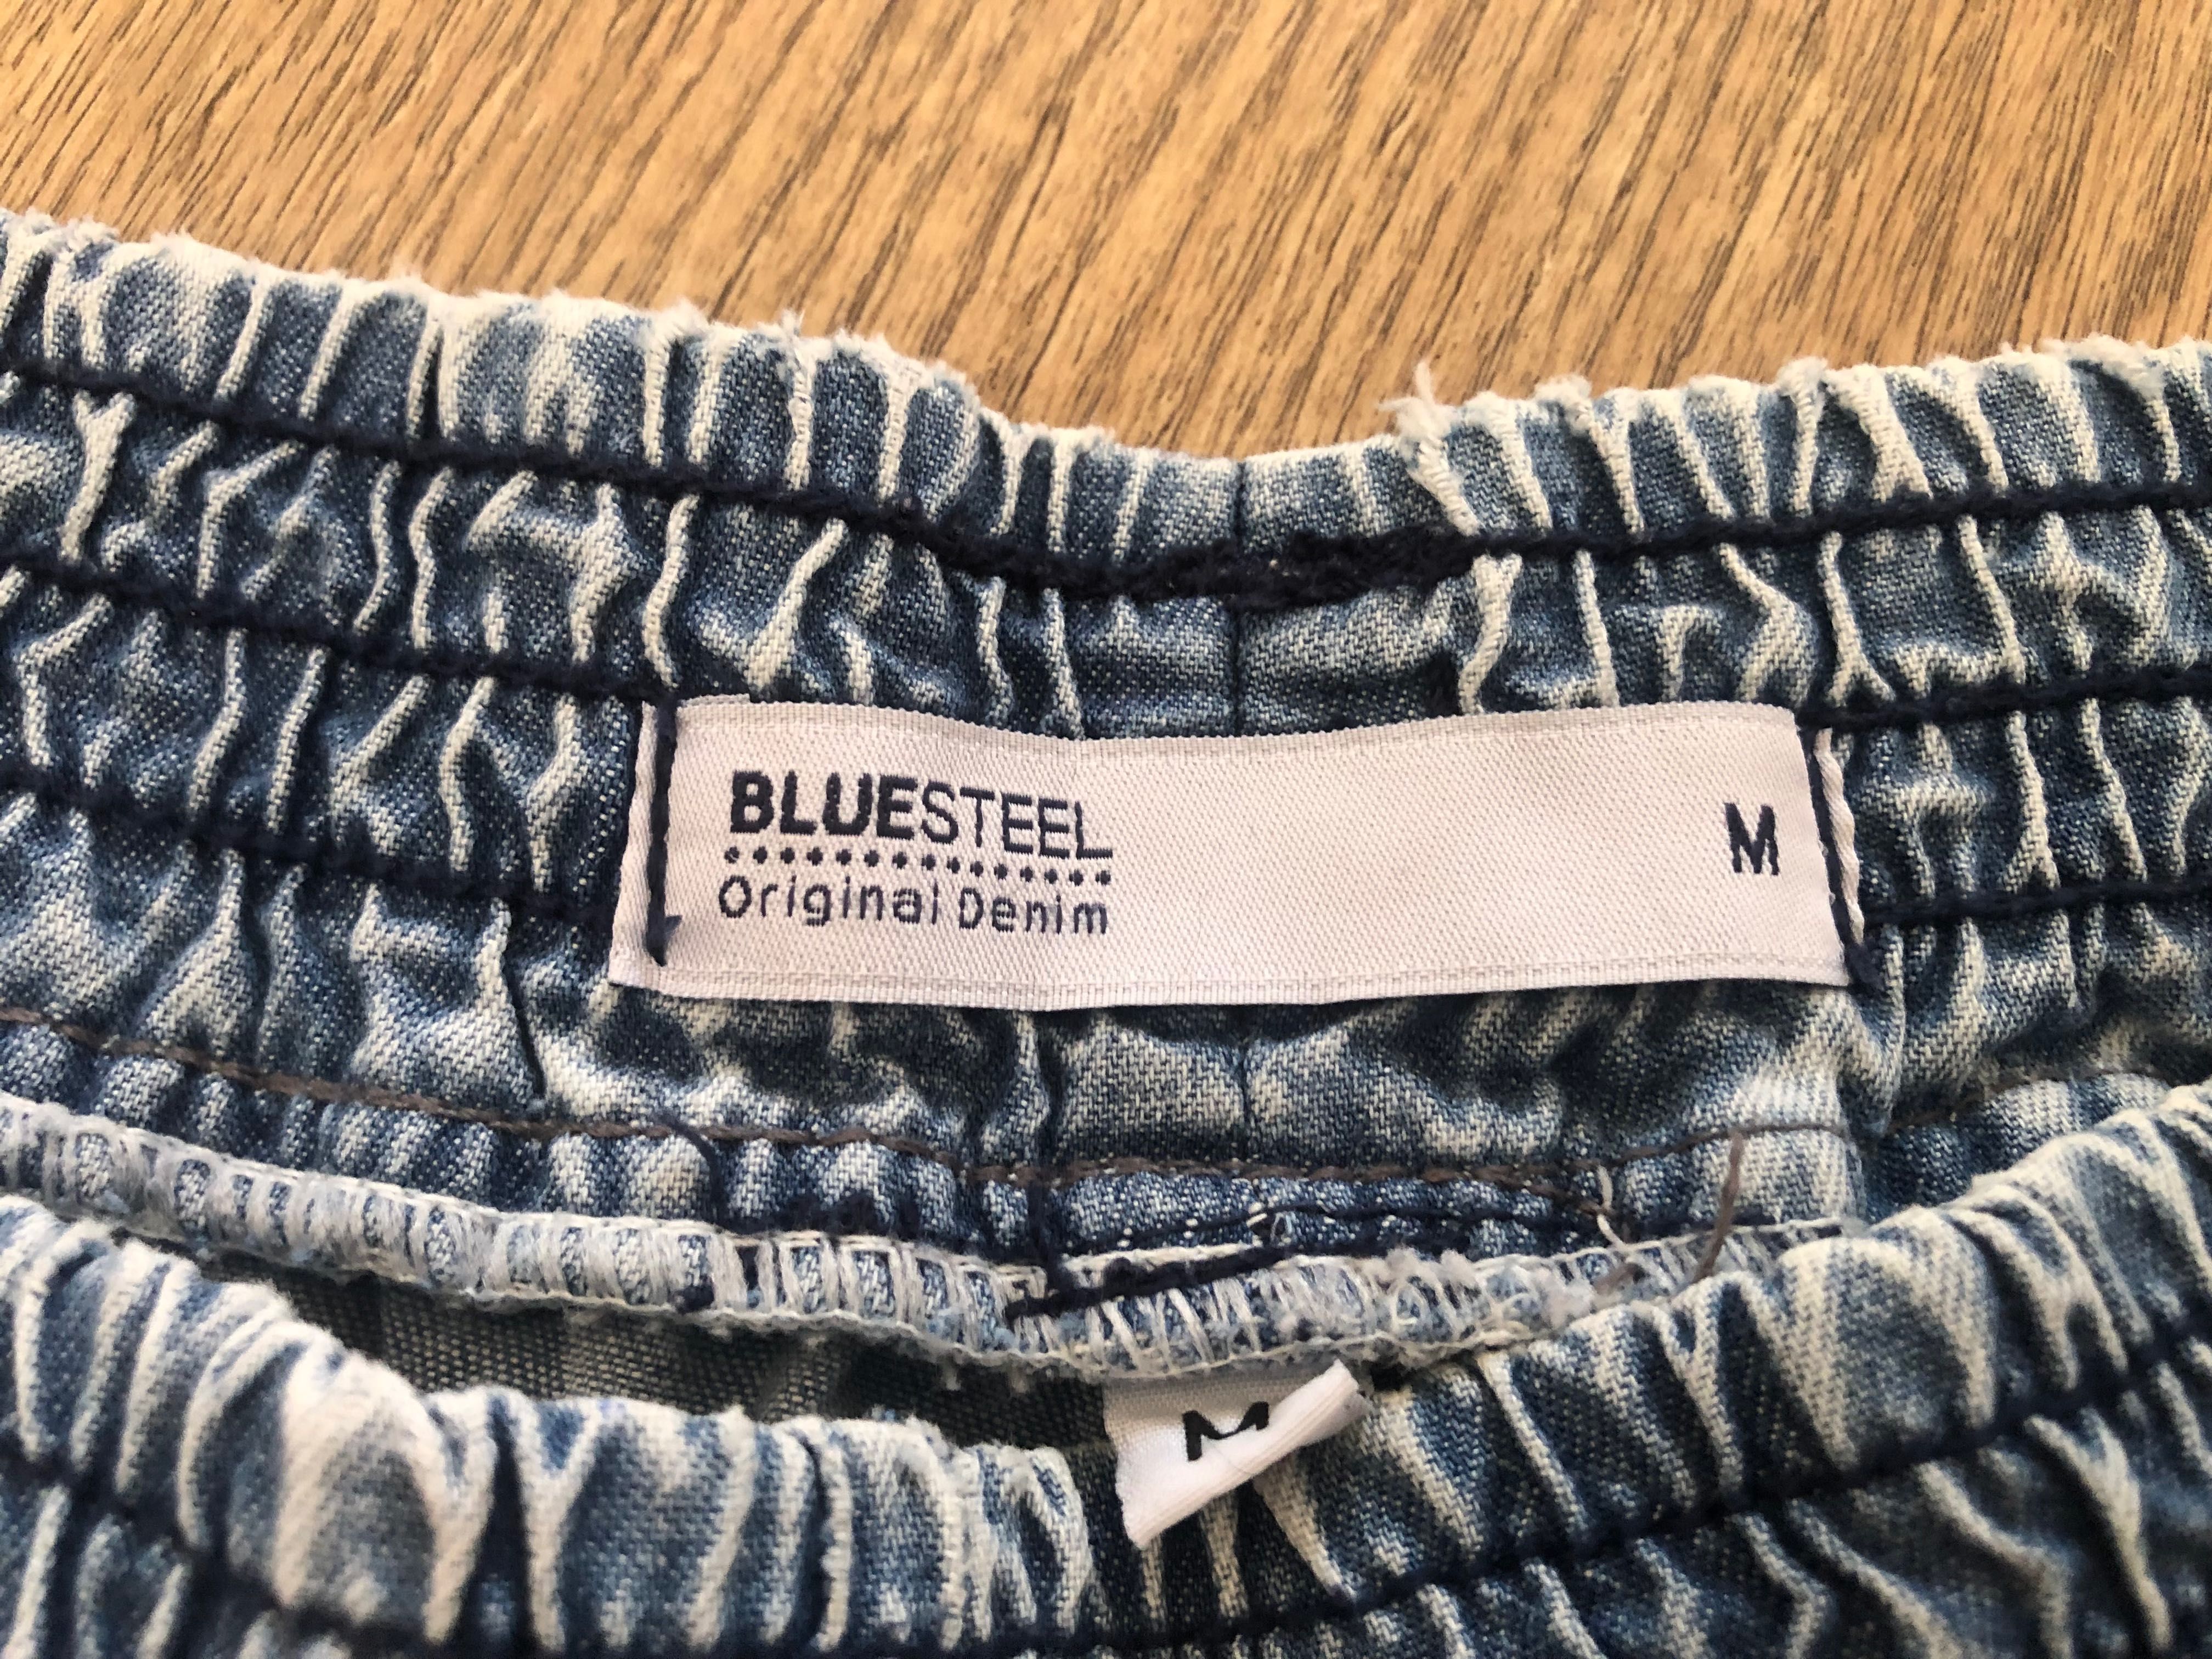 BLUESTEEL
Original Denim
M
M